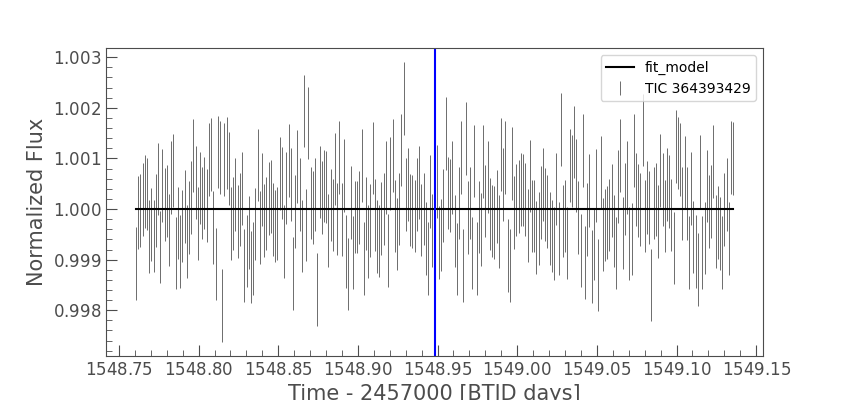 1.003
1.002
1.001
1.000
0.999
0.998
Normalized Flux
fit_model
TIC 364393429
1548.75 1548.80 1548.85 1548.90 1548.95 1549.00 1549.05 1549.10 1549.15
Time - 2457000 [BTJD days]